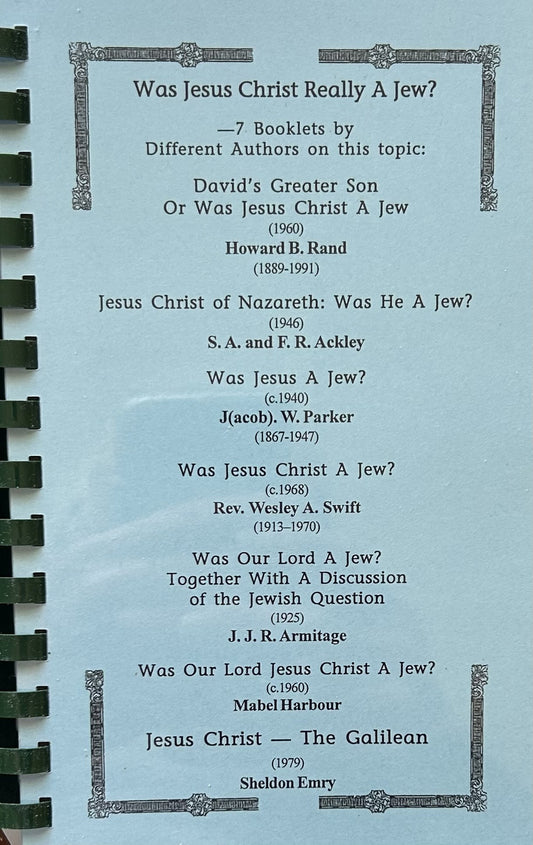 Was Jesus Christ Really A Jew?
—7 Booklets by
Different Authors on this topic:
David's Greater Son
Or Was Jesus Christ A Jew
(1960)
Howard B. Rand
(1889-1991)
Jesus Christ of Nazareth: Was He A Jew?
(1946)
S. A. and F. R. Ackley
Was Jesus A Jew?
(c.1940)
J(acob). W. Parker
(1867-1947)
Was Jesus Christ A Jew?
(c.1968)
Rev. Wesley A. Swift
(1913–1970)
Was Our Lord A Jew?
Together With A Discussion
of the Jewish Question
(1925)
J. J. R. Armitage
Was Our Lord Jesus Christ A Jew?
(c.1960)
Mabel Harbour
Jesus Christ — The Galilean
(1979)
Sheldon Emry